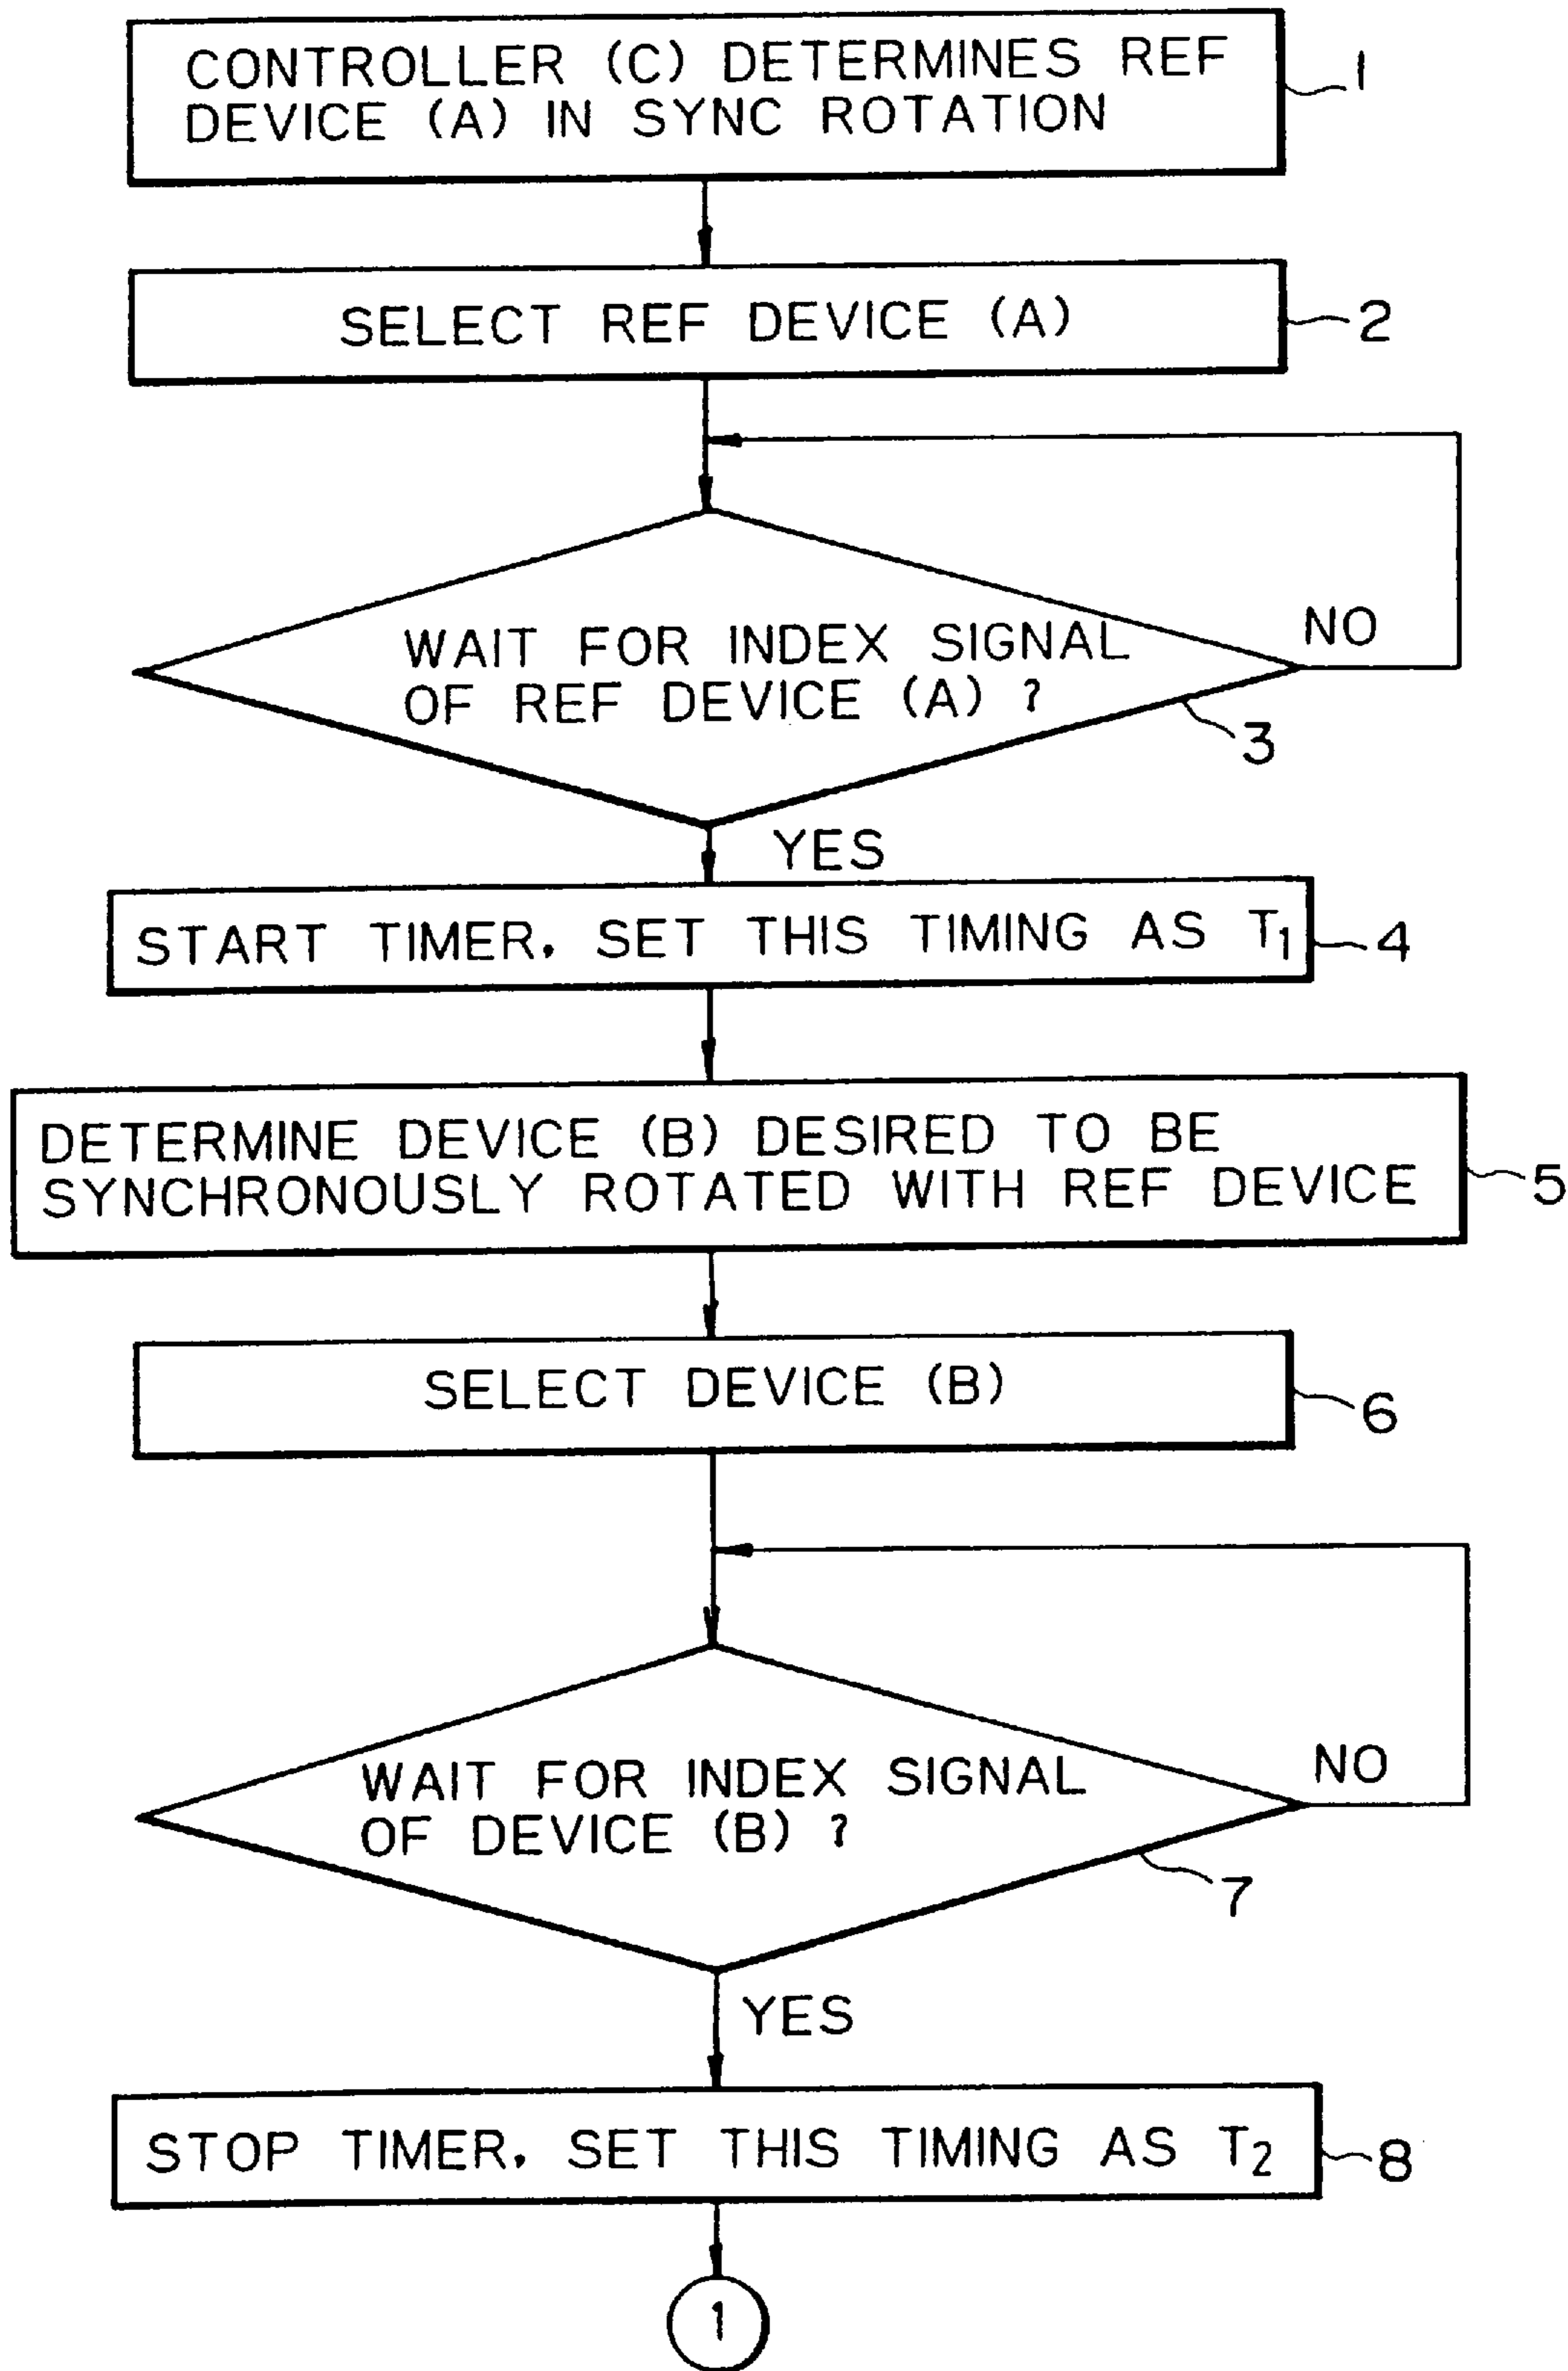 CONTROLLER (C) DETERMINES REF
DEVICE (A) IN SYNC ROTATION
1
SELECT REF DEVICE (A)
2
NO
WAIT FOR INDEX SIGNAL
OF REF DEVICE (A) ?
3
YES
START TIMER. SET THIS TIMING AS T₁
4
DETERMINE DEVICE (B) DESIRED TO BE
SYNCHRONOUSLY ROTATED WITH REF DEVICE
5
SELECT DEVICE (B)
6
NO
WAIT FOR INDEX SIGNAL
OF DEVICE (B) ?
7
YES
STOP TIMER. SET THIS TIMING AS T₂
8
1